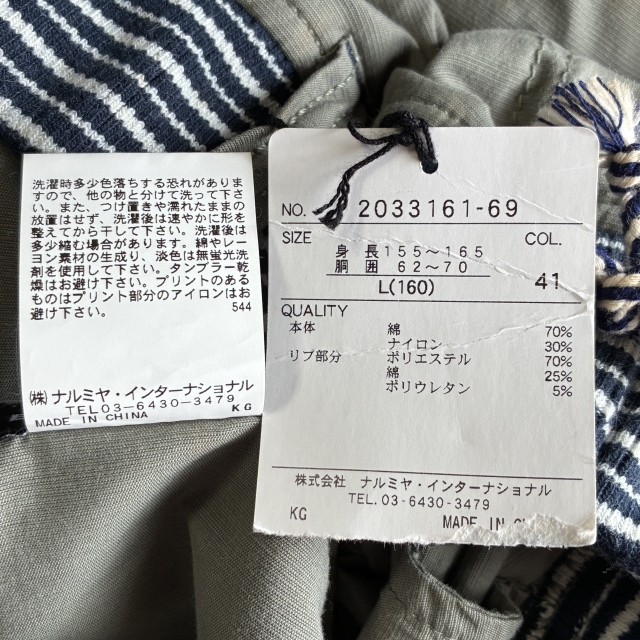 洗濯時多少色落ちする恐れがありま
すので、他の物と分けて洗って下さ
い。また、つけ置きや濡れたままの
放置はせず、洗濯後は速やかに形を
整えてから干して下さい。洗濯後は
多少縮む場合があります。綿やレー
ヨン素材の生成り、淡色は無蛍光洗
剤を使用して下さい。タンブラー乾
燥はお避け下さい。プリントのある
ものはプリント部分のアイロンはお
避け下さい。
544
㈱ ナルミヤ・インターナショナル
TEL03-6430-3479
KG
MADE IN CHINA
NO. 2033161-69
SIZE COL.
身長155～165
胴囲 62～70
L(160) 41
QUALITY
本体 綿 70%
ナイロン 30%
リブ部分 ポリエステル 70%
綿 25%
ポリウレタン 5%
株式会社 ナルミヤ・インターナショナル
TEL.03-6430-3479
KG MADE IN